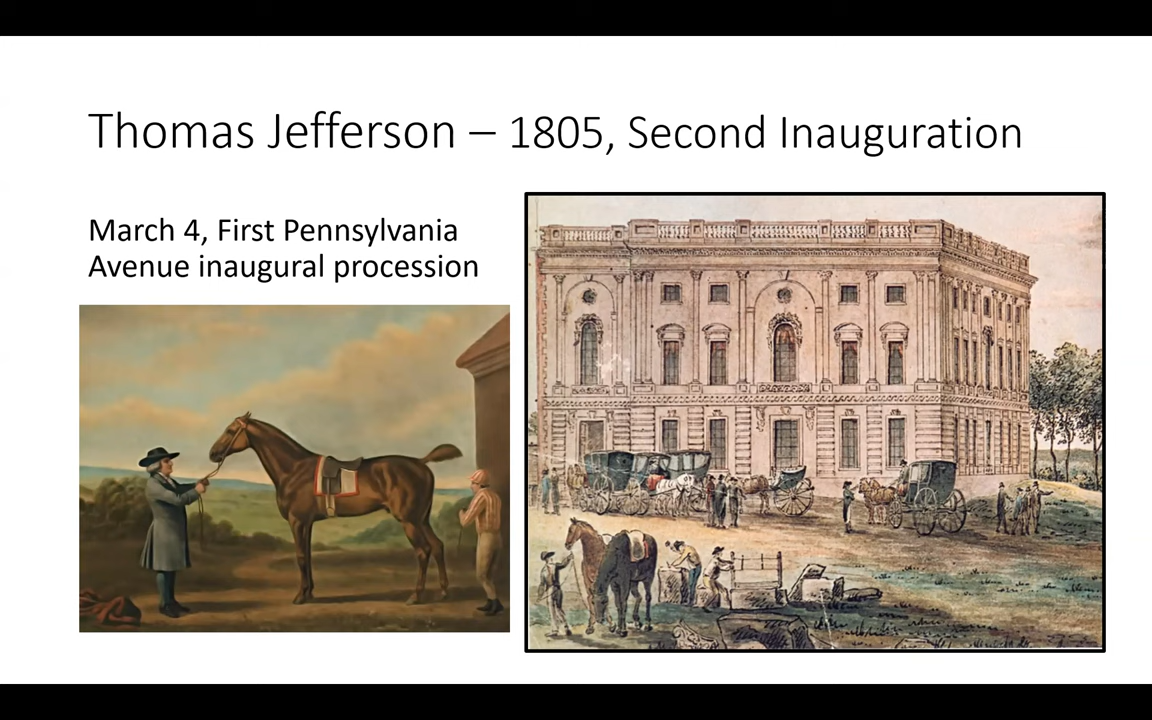 Thomas Jefferson – 1805, Second Inauguration
March 4, First Pennsylvania
Avenue inaugural procession